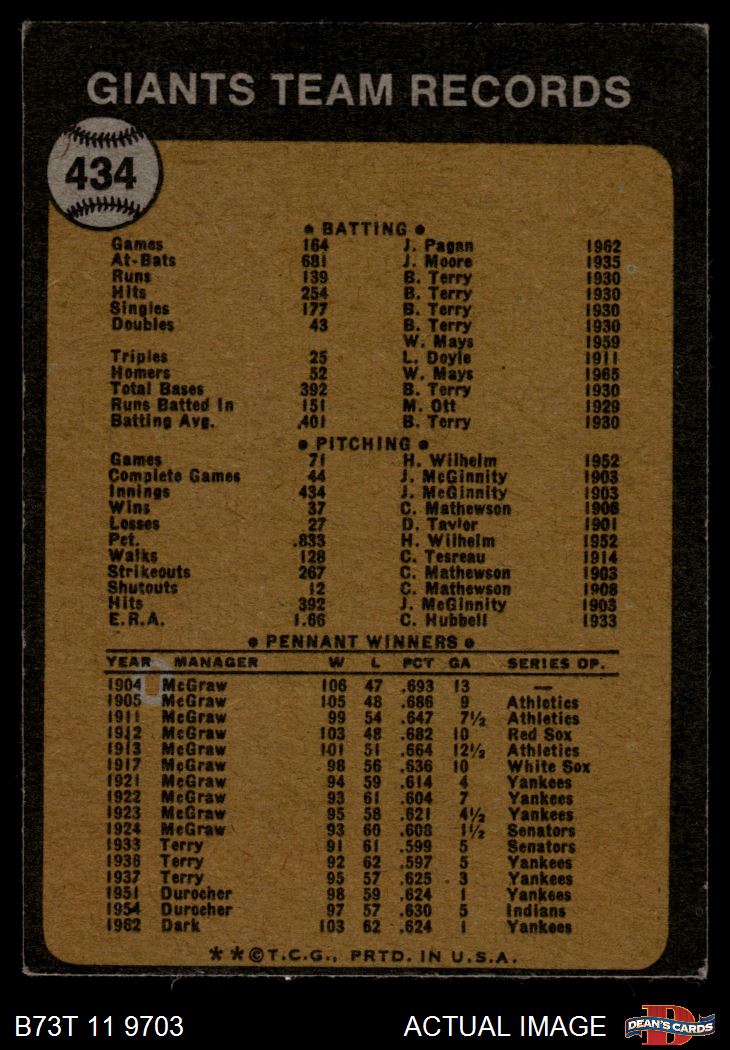 GIANTS TEAM RECORDS
434
BATTING
Games 164 J. Pagan 1962
At-Bats 681 J. Moore 1935
Runs 139 B. Terry 1930
Hits 254 B. Terry 1930
Singles 177 B. Terry 1930
Doubles 43 B. Terry 1930
W. Mays 1959
Triples 25 L. Doyle 1911
Homers 52 W. Mays 1965
Total Bases 392 B. Terry 1930
Runs Batted In 151 M. Ott 1929
Batting Avg. .401 B. Terry 1930
PITCHING
Games 71 H. Wilhelm 1952
Complete Games 44 J. McGinnity 1903
Innings 434 J. McGinnity 1903
Wins 37 C. Mathewson 1908
Losses 27 D. Taylor 1901
Pct. .833 H. Wilhelm 1952
Walks 128 C. Tesreau 1914
Strikeouts 267 C. Mathewson 1903
Shutouts 12 C. Mathewson 1908
Hits 392 J. McGinnity 1903
E.R.A. 1.66 C. Hubbell 1933
PENNANT WINNERS
YEAR MANAGER W L PCT GA SERIES OP.
1904 McGraw 106 47 .693 13 —
1905 McGraw 105 48 .686 9 Athletics
1911 McGraw 99 54 .647 7½ Athletics
1912 McGraw 103 48 .682 10 Red Sox
1913 McGraw 101 51 .664 12½ Athletics
1917 McGraw 98 56 .636 10 White Sox
1921 McGraw 94 59 .614 4 Yankees
1922 McGraw 93 61 .604 7 Yankees
1923 McGraw 95 58 .621 4½ Yankees
1924 McGraw 93 60 .608 1½ Senators
1933 Terry 91 61 .599 5 Senators
1936 Terry 92 62 .597 5 Yankees
1937 Terry 95 57 .625 3 Yankees
1951 Durocher 98 59 .624 1 Yankees
1954 Durocher 97 57 .630 5 Indians
1962 Dark 103 62 .624 1 Yankees
**©T.C.G., PRTD. IN U.S.A.
B73T 11 9703 ACTUAL IMAGE DEAN'S CARDS